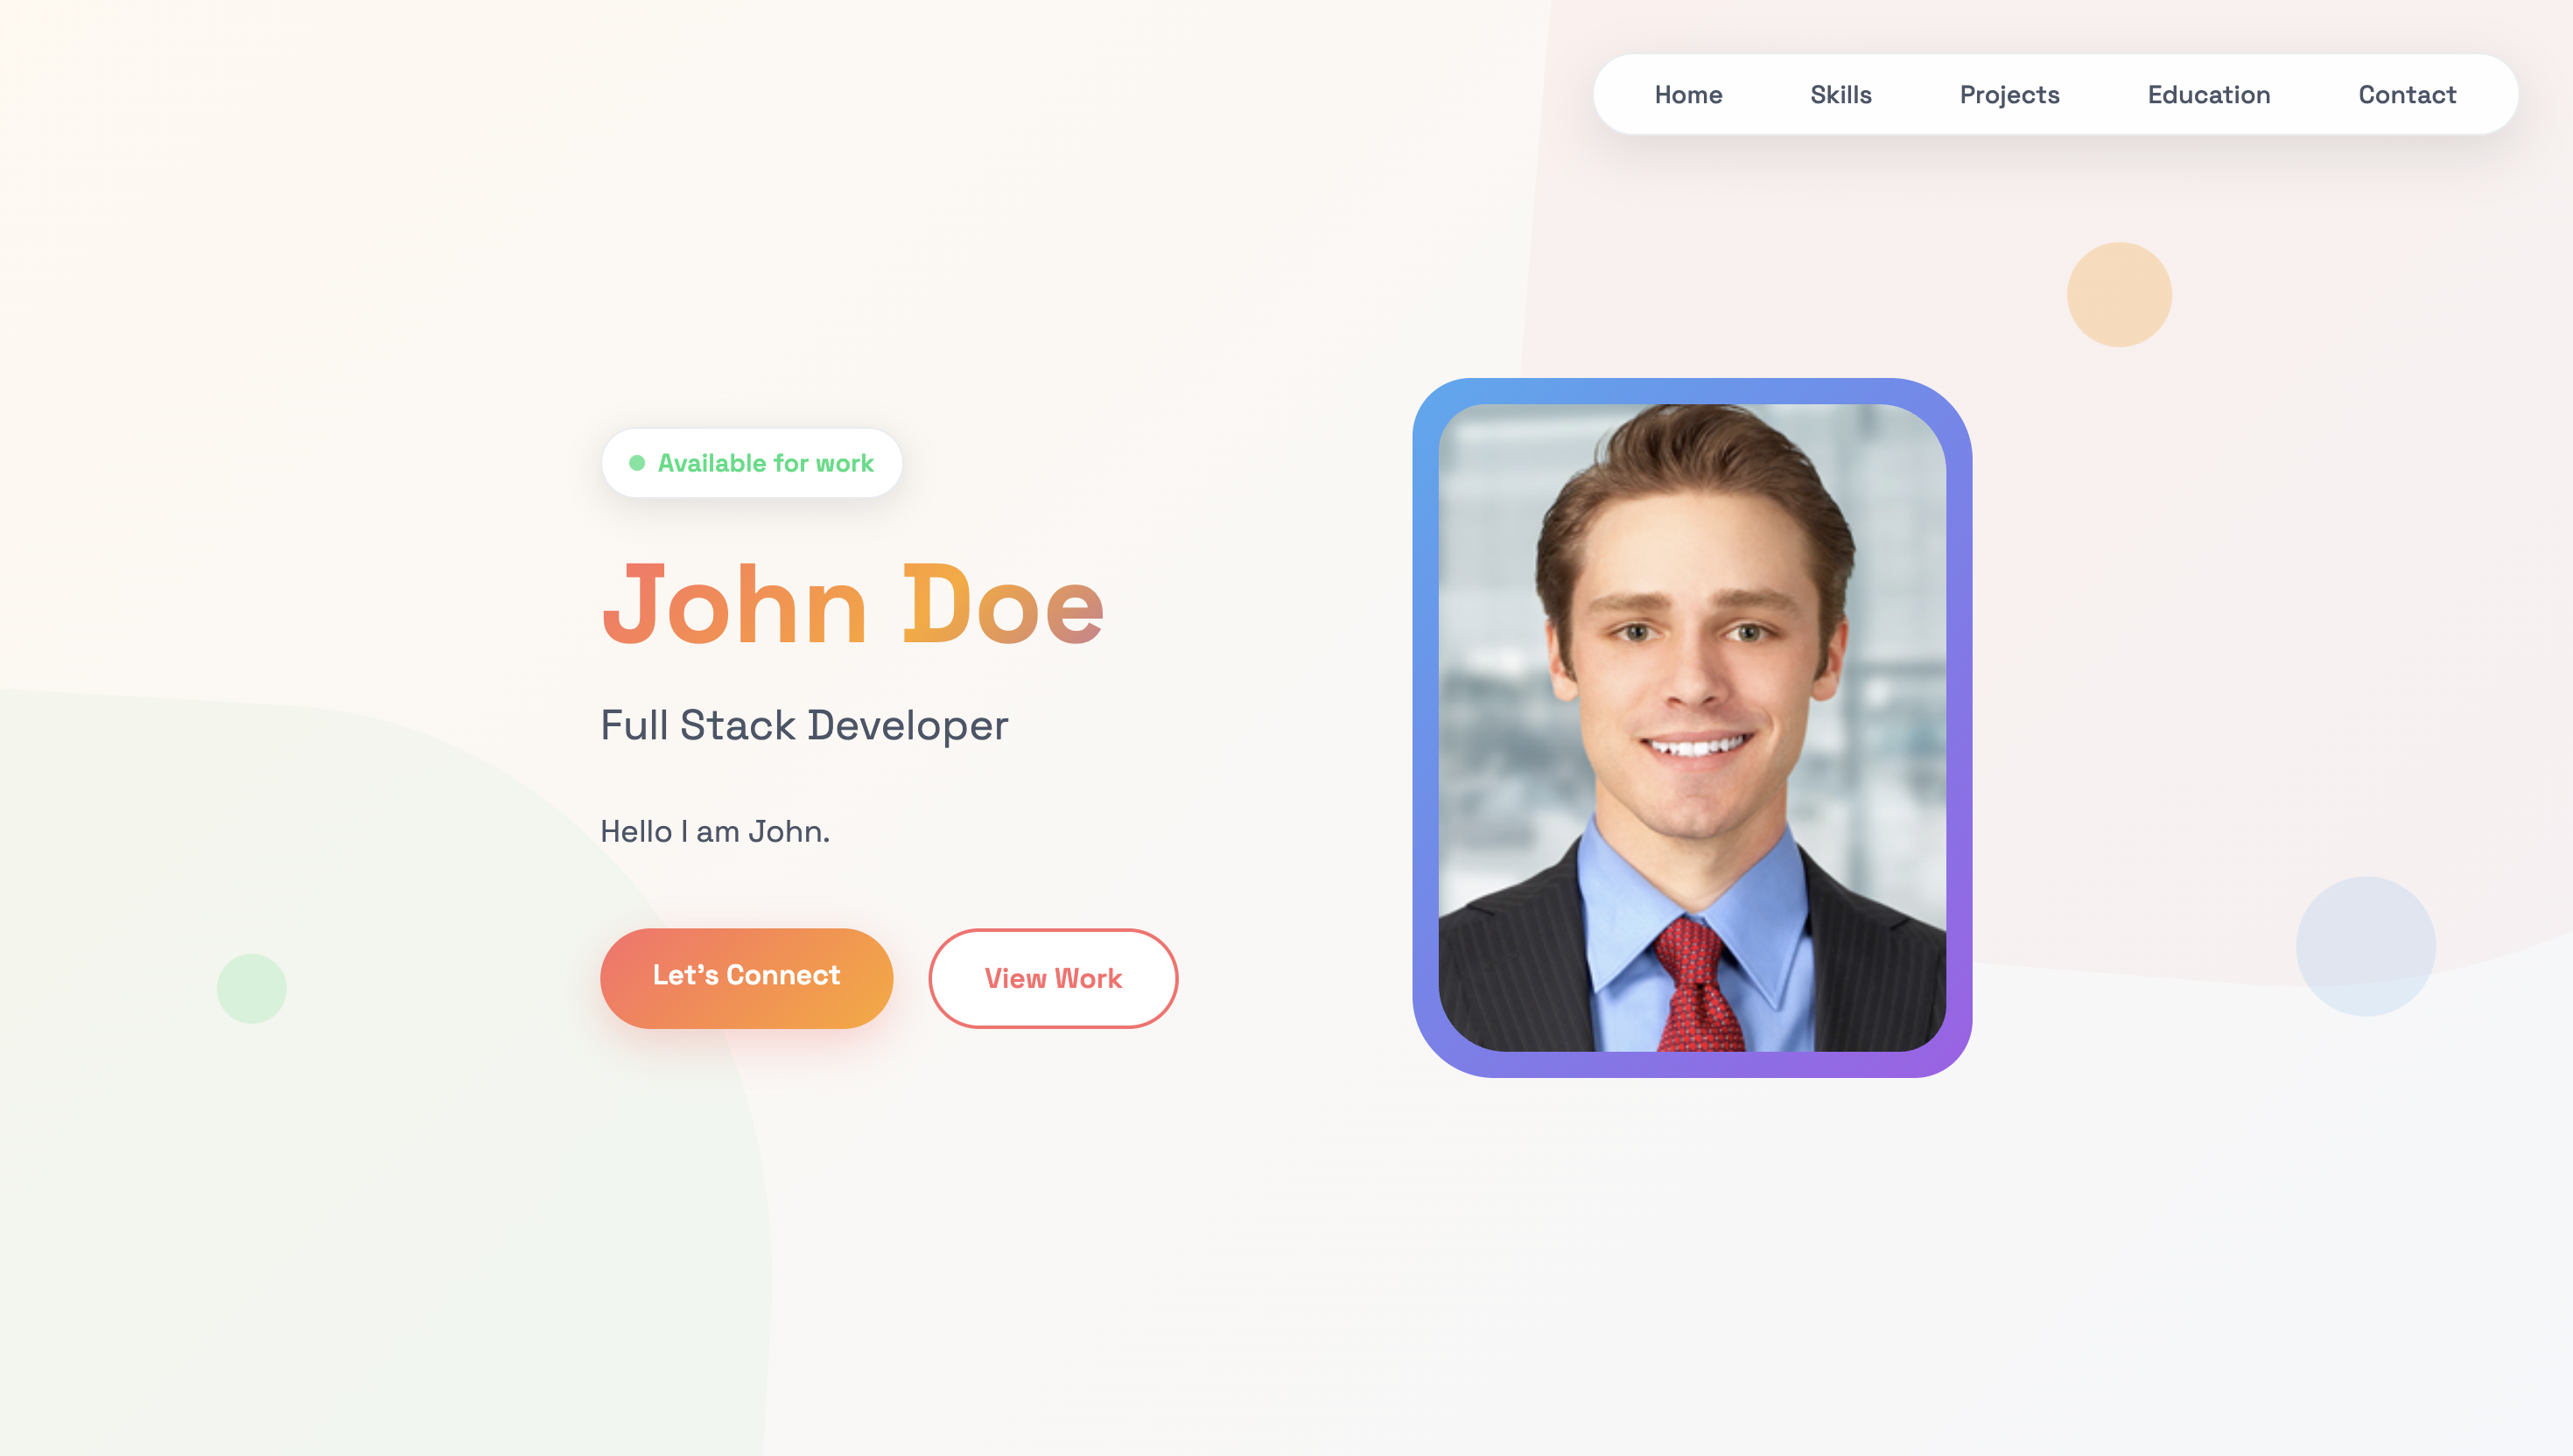 Home Skills Projects Education Contact
Available for work
John Doe
Full Stack Developer
Hello I am John.
Let's Connect View Work